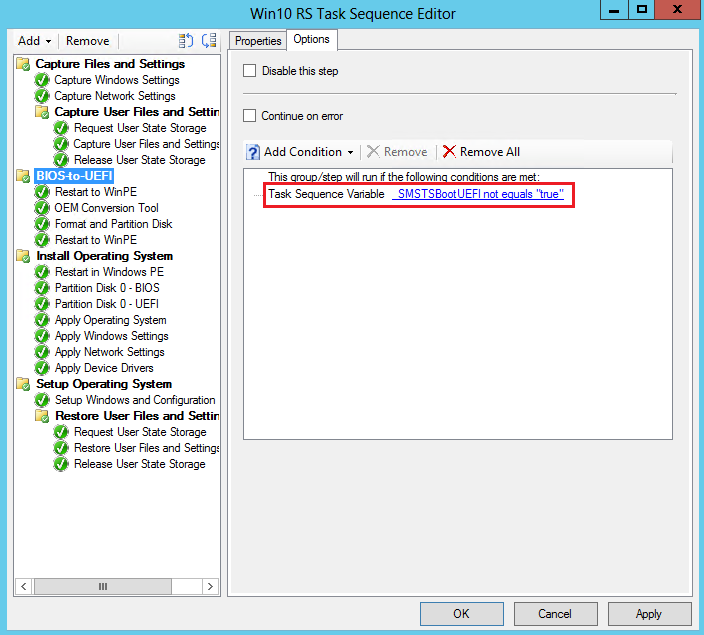 Win10 RS Task Sequence Editor
Add Remove
Capture Files and Settings
Capture Windows Settings
Capture Network Settings
Capture User Files and Settin
Request User State Storage
Capture User Files and Settings
Release User State Storage
BIOS-to-UEFI
Restart to WinPE
OEM Conversion Tool
Format and Partition Disk
Restart to WinPE
Install Operating System
Restart in Windows PE
Partition Disk 0 - BIOS
Partition Disk 0 - UEFI
Apply Operating System
Apply Windows Settings
Apply Network Settings
Apply Device Drivers
Setup Operating System
Setup Windows and Configuration
Restore User Files and Settin
Request User State Storage
Restore User Files and Settings
Release User State Storage
Properties Options
Disable this step
Continue on error
Add Condition Remove Remove All
This group/step will run if the following conditions are met:
Task Sequence Variable _SMSTSBootUEFI not equals "true"
OK Cancel Apply